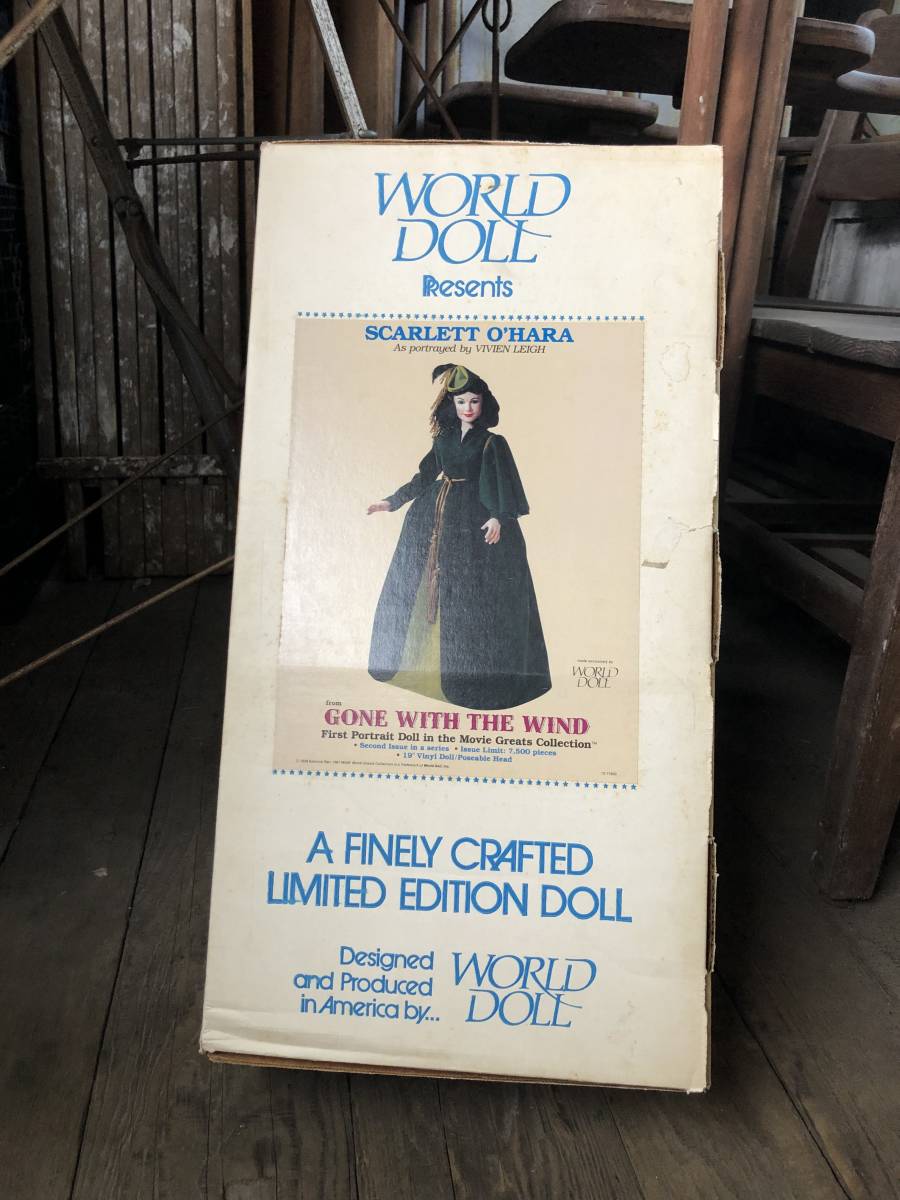 WORLD
DOLL
Presents
SCARLETT O'HARA
As portrayed by VIVIEN LEIGH
WORLD
DOLL
from
GONE WITH THE WIND
First Portrait Doll in the Movie Greats Collection™
• Second Issue in a series • Issue Limit: 7,500 pieces
• 19" Vinyl Doll/Poseable Head
A FINELY CRAFTED
LIMITED EDITION DOLL
Designed
and Produced
in America by...
WORLD
DOLL